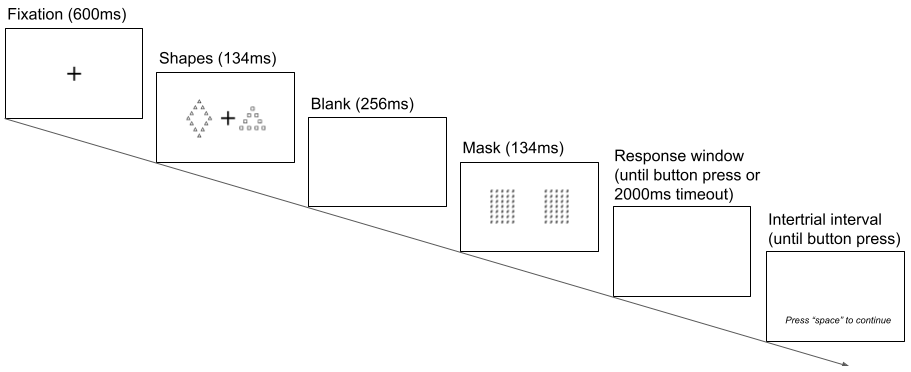 Fixation (600ms)
Shapes (134ms)
Blank (256ms)
Mask (134ms)
Response window
(until button press or
2000ms timeout)
Intertrial interval
(until button press)
Press “space” to continue